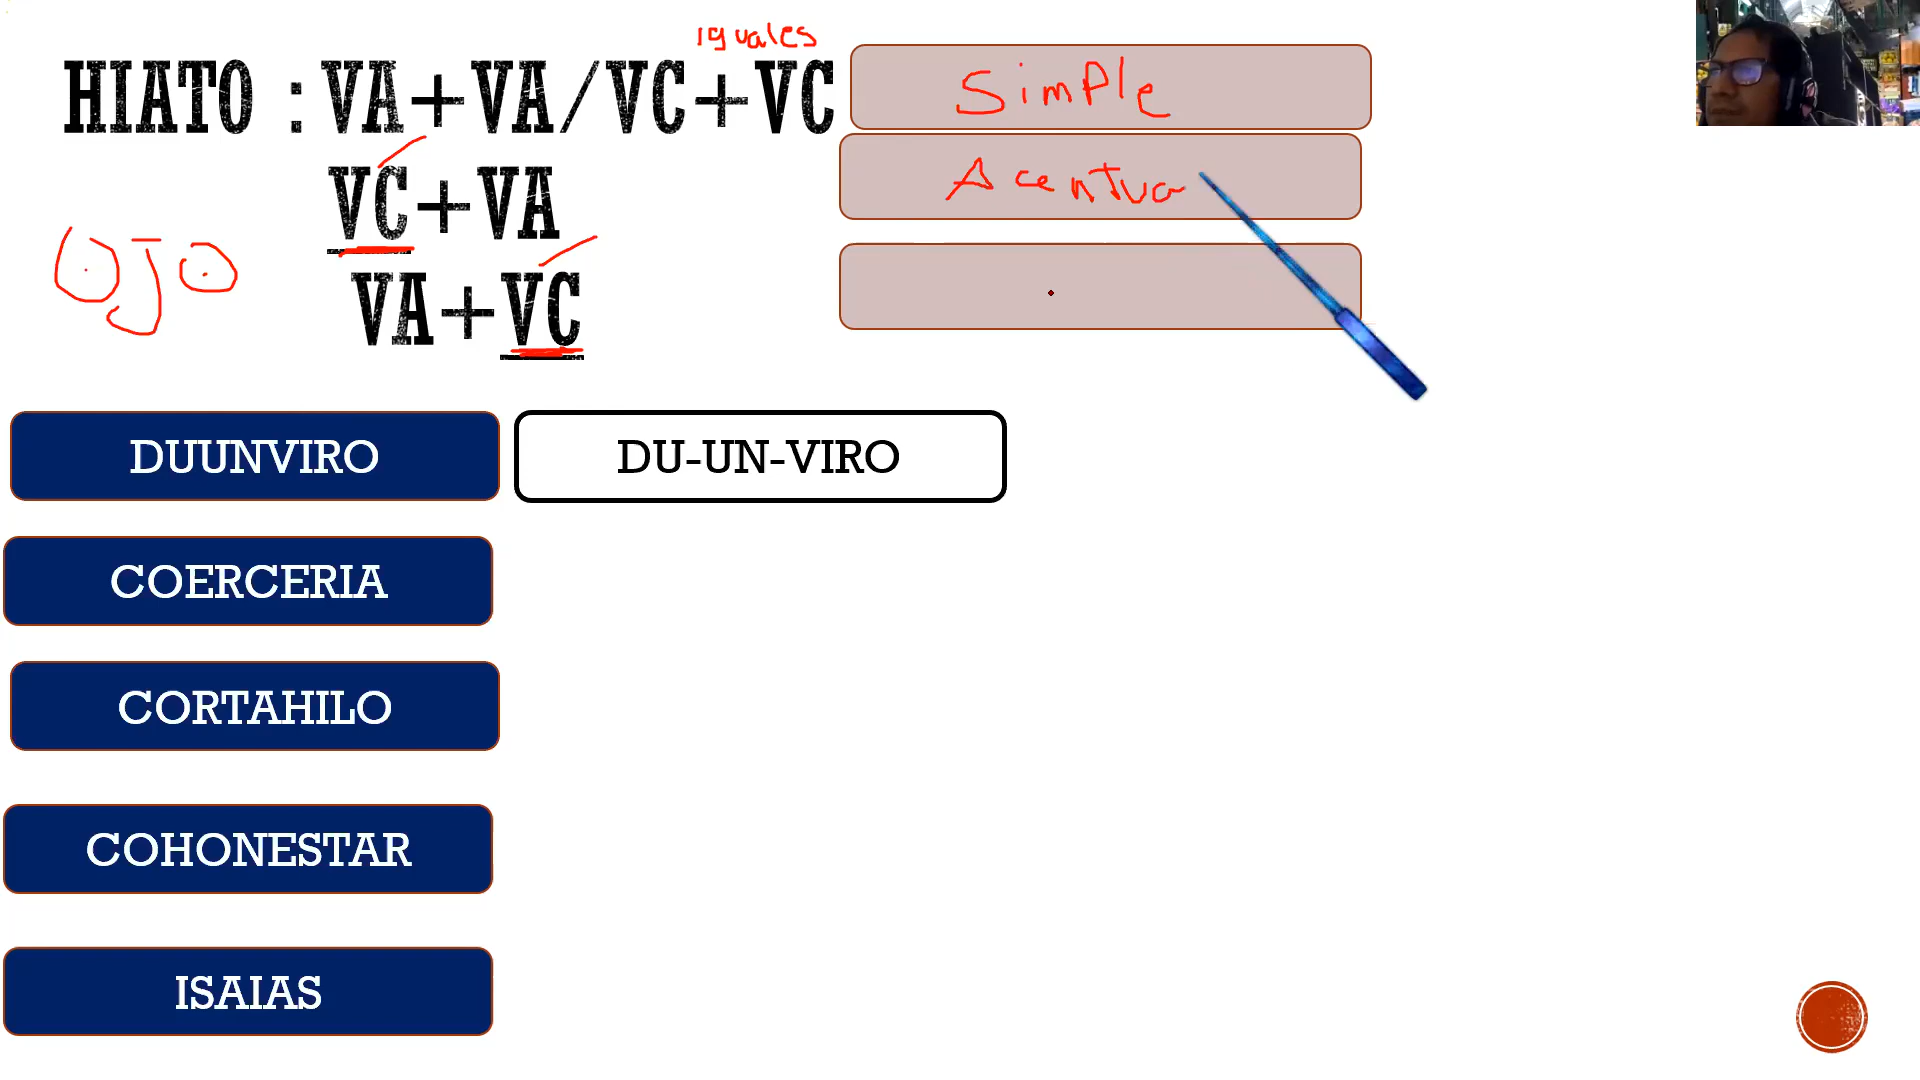 iguales
HIATO : VA+VA/VC+VC
Simple
VC+VA
Acentua
Ojo
VA+VC
DUUNVIRO
DU-UN-VIRO
COERCERIA
CORTAHILO
COHONESTAR
ISAIAS